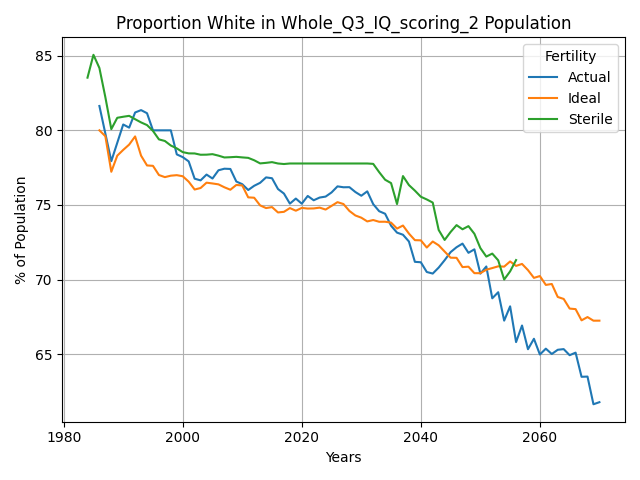 Proportion White in Whole_Q3_IQ_scoring_2 Population
Fertility
Actual
Ideal
Sterile
% of Population
85
80
75
70
65
1980
2000
2020
2040
2060
Years